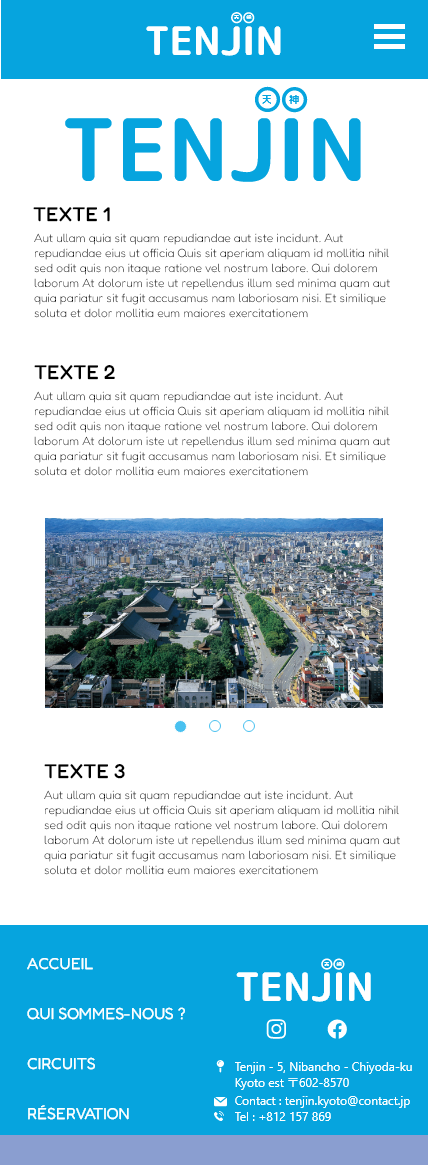 天 神
TENJIN
天 神
TENJIN
TEXTE 1
Aut ullam quia sit quam repudiandae aut iste incidunt. Aut
repudiandae eius ut officia Quis sit aperiam aliquam id mollitia nihil
sed odit quis non itaque ratione vel nostrum labore. Qui dolorem
laborum At dolorum iste ut repellendus illum sed minima quam aut
quia pariatur sit fugit accusamus nam laboriosam nisi. Et similique
soluta et dolor mollitia eum maiores exercitationem
TEXTE 2
Aut ullam quia sit quam repudiandae aut iste incidunt. Aut
repudiandae eius ut officia Quis sit aperiam aliquam id mollitia nihil
sed odit quis non itaque ratione vel nostrum labore. Qui dolorem
laborum At dolorum iste ut repellendus illum sed minima quam aut
quia pariatur sit fugit accusamus nam laboriosam nisi. Et similique
soluta et dolor mollitia eum maiores exercitationem
TEXTE 3
Aut ullam quia sit quam repudiandae aut iste incidunt. Aut
repudiandae eius ut officia Quis sit aperiam aliquam id mollitia nihil
sed odit quis non itaque ratione vel nostrum labore. Qui dolorem
laborum At dolorum iste ut repellendus illum sed minima quam aut
quia pariatur sit fugit accusamus nam laboriosam nisi. Et similique
soluta et dolor mollitia eum maiores exercitationem
ACCUEIL
QUI SOMMES-NOUS ?
CIRCUITS
RÉSERVATION
天 神
TENJIN
Tenjin - 5, Nibancho - Chiyoda-ku
Kyoto est 〒602-8570
Contact : tenjin.kyoto@contact.jp
Tel : +812 157 869